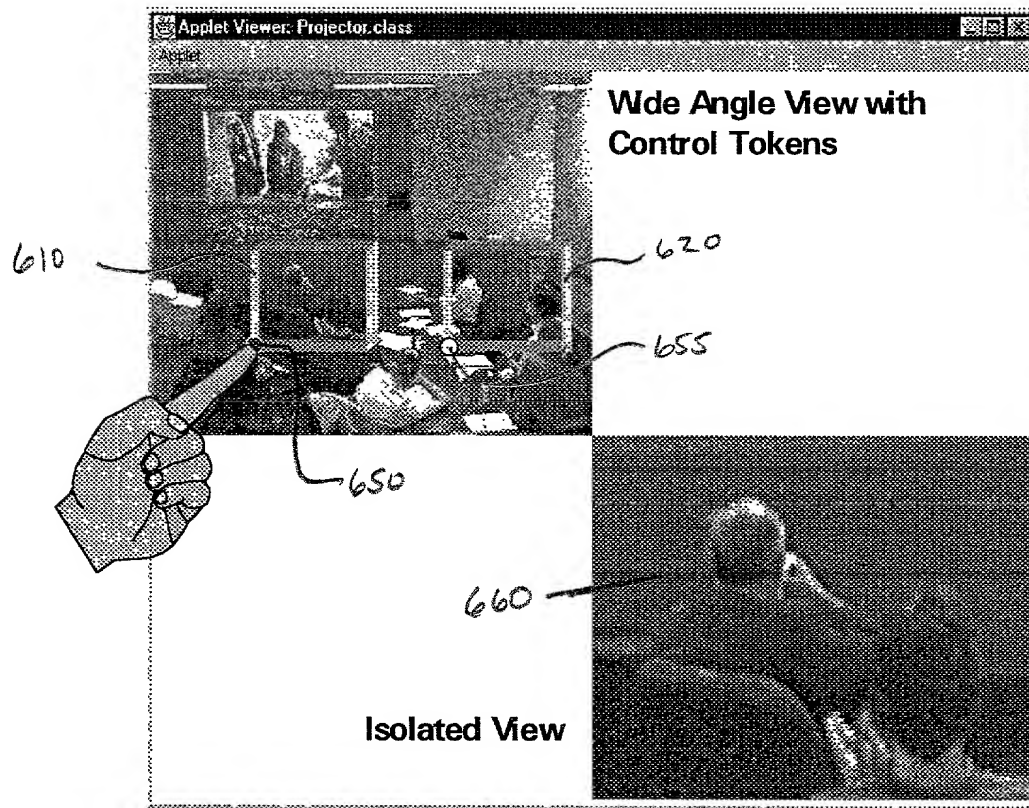 Applet Viewer: Projector.class
Applet
Wide Angle View with
Control Tokens
610
620
655
650
660
Isolated View